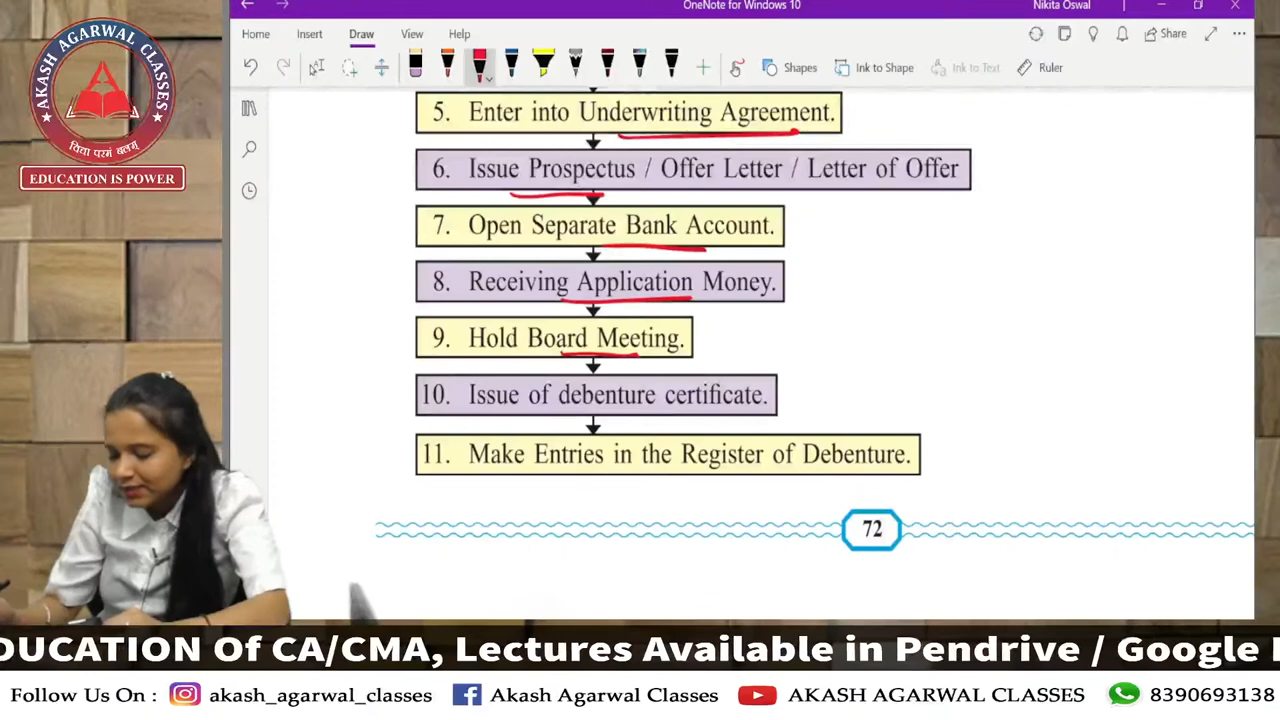 OneNote for Windows 10
Nikita Oswal
Home Insert Draw View Help
Share
Shapes Ink to Shape Ink to Text Ruler
AKASH AGARWAL CLASSES
विद्या परमं बलम्
EDUCATION IS POWER
5. Enter into Underwriting Agreement.
6. Issue Prospectus / Offer Letter / Letter of Offer
7. Open Separate Bank Account.
8. Receiving Application Money.
9. Hold Board Meeting.
10. Issue of debenture certificate.
11. Make Entries in the Register of Debenture.
72
DUCATION Of CA/CMA, Lectures Available in Pendrive / Google
Follow Us On : akash_agarwal_classes Akash Agarwal Classes AKASH AGARWAL CLASSES 8390693138